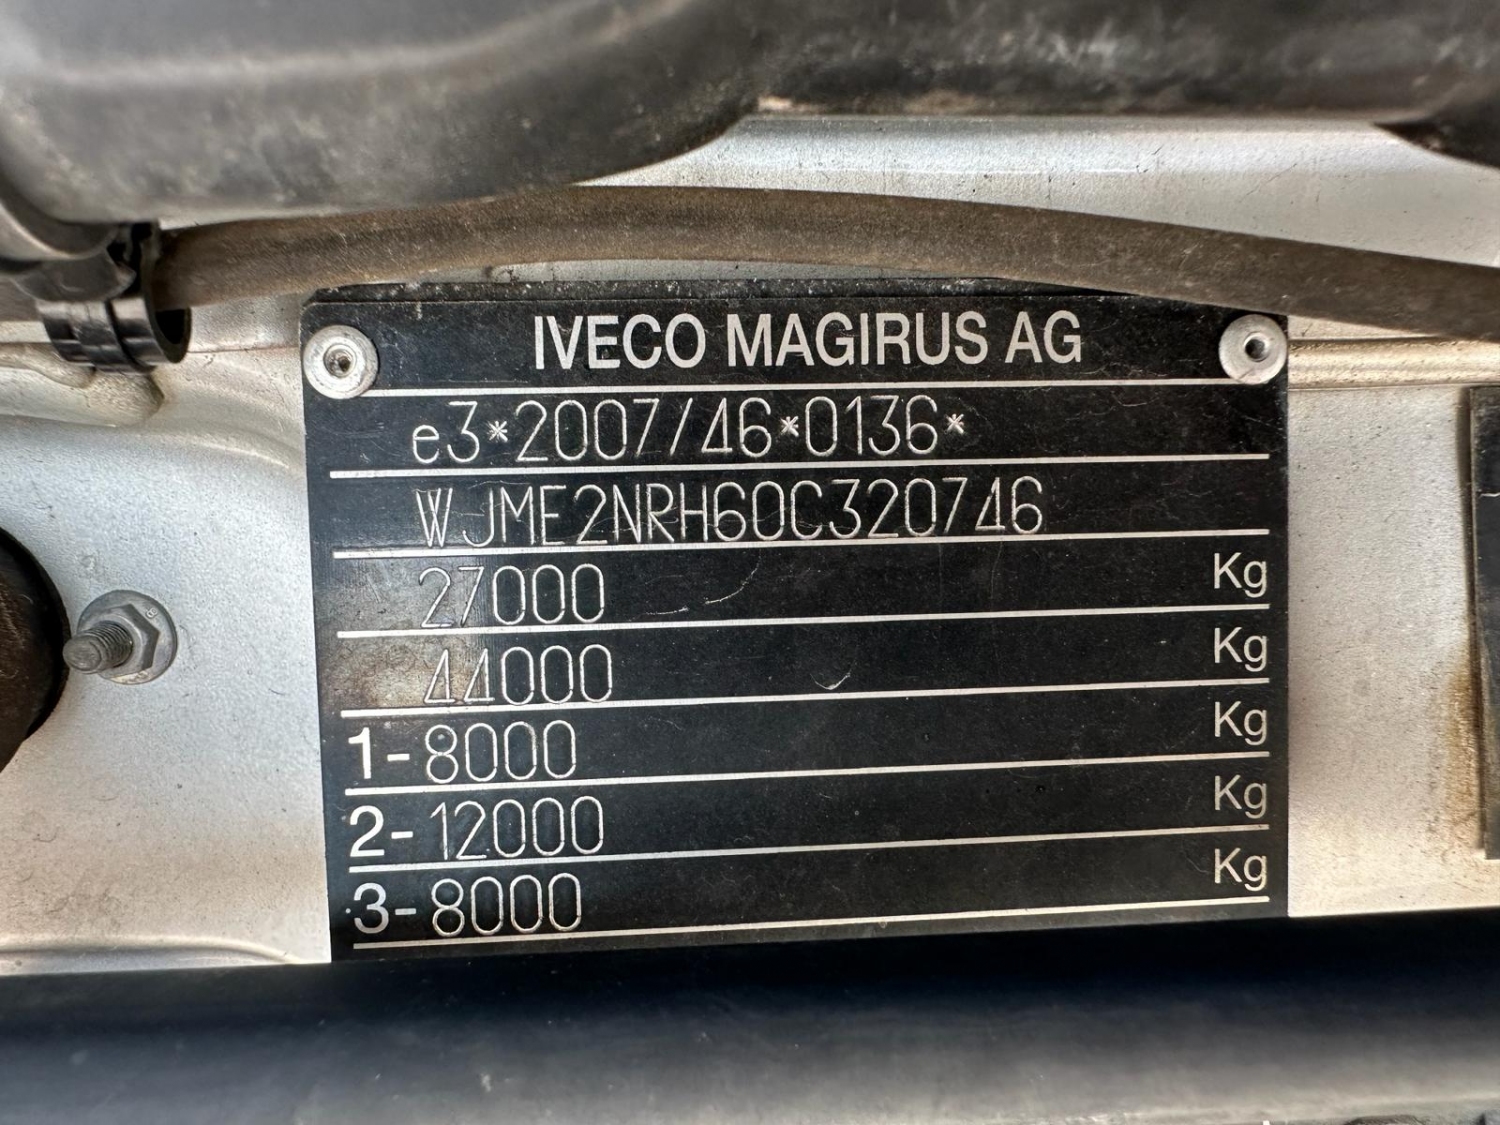 IVECO MAGIRUS AG
e3*2007/46*0136*
WJME2NRH60C320746
27000 Kg
44000 Kg
1-8000 Kg
2-12000 Kg
3-8000 Kg